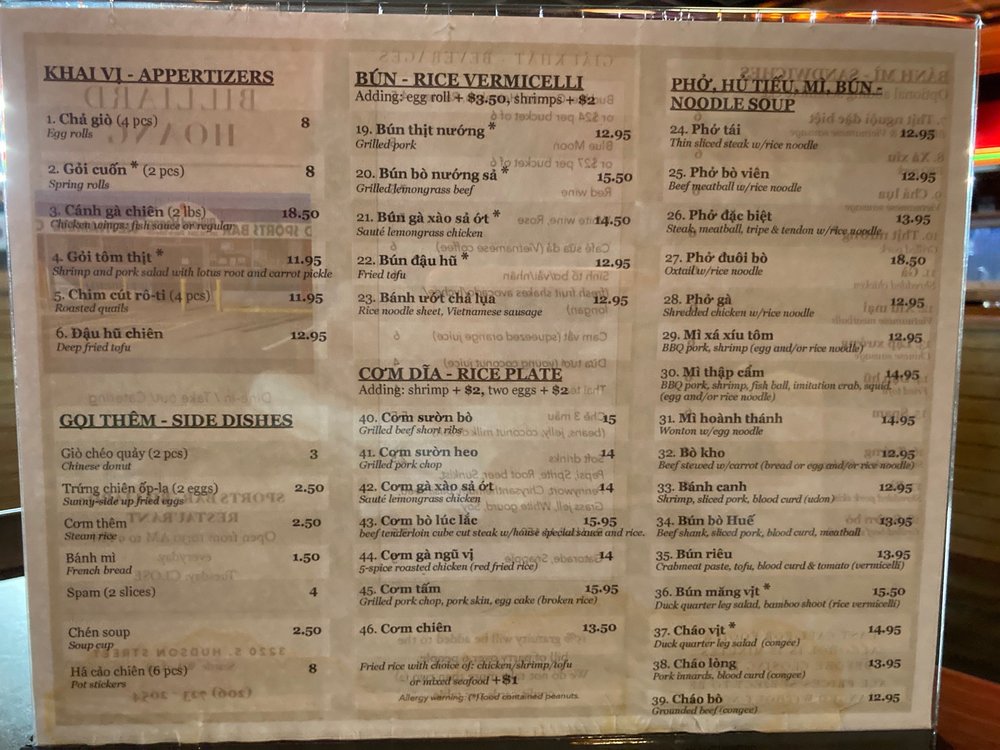 KHAI VỊ - APPERTIZERS
1. Chả giò (4 pcs) 8
Egg rolls
2. Gỏi cuốn * (2 pcs) 8
Spring rolls
3. Cánh gà chiên (2 lbs) 18.50
Chicken wings: fish sauce or regular
4. Gỏi tôm thịt * 11.95
Shrimp and pork salad with lotus root and carrot pickle
5. Chim cút rô-ti (4 pcs) 11.95
Roasted quails
6. Đậu hũ chiên 12.95
Deep fried tofu
GỌI THÊM - SIDE DISHES
Giò chéo quảy (2 pcs) 3
Chinese donut
Trứng chiên ốp-lạ (2 eggs) 2.50
Sunny-side up fried eggs
Cơm thêm 2.50
Steam rice
Bánh mì 1.50
French bread
Spam (2 slices) 4
Chén soup 2.50
Soup cup
Há cảo chiên (6 pcs) 8
Pot stickers
BÚN - RICE VERMICELLI
Adding: egg roll + $3.50, shrimps + $2
19. Bún thịt nướng * 12.95
Grilled pork
20. Bún bò nướng sả * 15.50
Grilled lemongrass beef
21. Bún gà xào sả ớt * 14.50
Sauté lemongrass chicken
22. Bún đậu hũ * 12.95
Fried tofu
23. Bánh ướt chả lụa 12.95
Rice noodle sheet, Vietnamese sausage
CƠM DĨA - RICE PLATE
Adding: shrimp + $2, two eggs + $2
40. Cơm sườn bò 15
Grilled beef short ribs
41. Cơm sườn heo 14
Grilled pork chop
42. Cơm gà xào sả ớt 14
Sauté lemongrass chicken
43. Cơm bò lúc lắc 15.95
beef tenderloin cube cut steak w/house special sauce and rice.
44. Cơm gà ngũ vị 14
5-spice roasted chicken (red fried rice)
45. Cơm tấm 15.95
Grilled pork chop, pork skin, egg cake (broken rice)
46. Cơm chiên 13.50
Fried rice with choice of: chicken/shrimp/tofu
or mixed seafood +$1
Allergy warning: (*) food contained peanuts.
PHỞ, HỦ TIẾU, MÌ, BÚN -
NOODLE SOUP
24. Phở tái 12.95
Thin sliced steak w/rice noodle
25. Phở bò viên 12.95
Beef meatball w/rice noodle
26. Phở đặc biệt 13.95
Steak, meatball, tripe & tendon w/rice noodle
27. Phở đuôi bò 18.50
Oxtail w/rice noodle
28. Phở gà 12.95
Shredded chicken w/rice noodle
29. Mì xá xíu tôm 12.95
BBQ pork, shrimp (egg and/or rice noodle)
30. Mì thập cẩm 14.95
BBQ pork, shrimp, fish ball, imitation crab, squid
(egg and/or rice noodle)
31. Mì hoành thánh 14.95
Wonton w/egg noodle
32. Bò kho 12.95
Beef stewed w/carrot (bread or egg and/or rice noodle)
33. Bánh canh 12.95
Shrimp, sliced pork, blood curd (udon)
34. Bún bò Huế 13.95
Beef shank, sliced pork, blood curd, meatball
35. Bún riêu 13.95
Crabmeat paste, tofu, blood curd & tomato (vermicelli)
36. Bún măng vịt * 15.50
Duck quarter leg salad, bamboo shoot (rice vermicelli)
37. Cháo vịt * 14.95
Duck quarter leg salad (congee)
38. Cháo lòng 13.95
Pork innards, blood curd (congee)
39. Cháo bò 12.95
Grounded beef (congee)